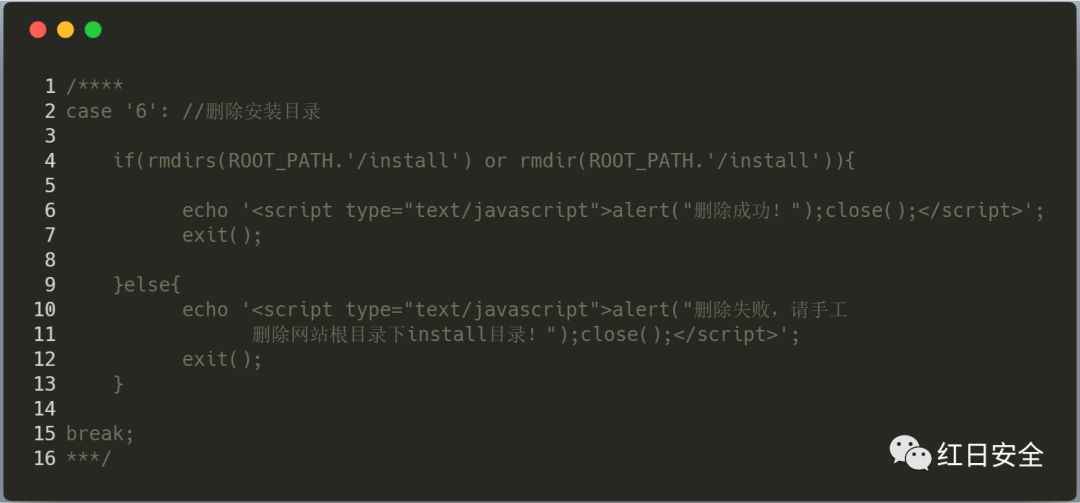 1 /****
2 case '6': //删除安装目录
3
4     if(rmdirs(ROOT_PATH.'/install') or rmdir(ROOT_PATH.'/install')){
5
6           echo '<script type="text/javascript">alert("删除成功！");close();</script>';
7           exit();
8
9     }else{
10           echo '<script type="text/javascript">alert("删除失败，请手工
11                 删除网站根目录下install目录！");close();</script>';
12           exit();
13     }
14
15 break;
16 ***/
红日安全